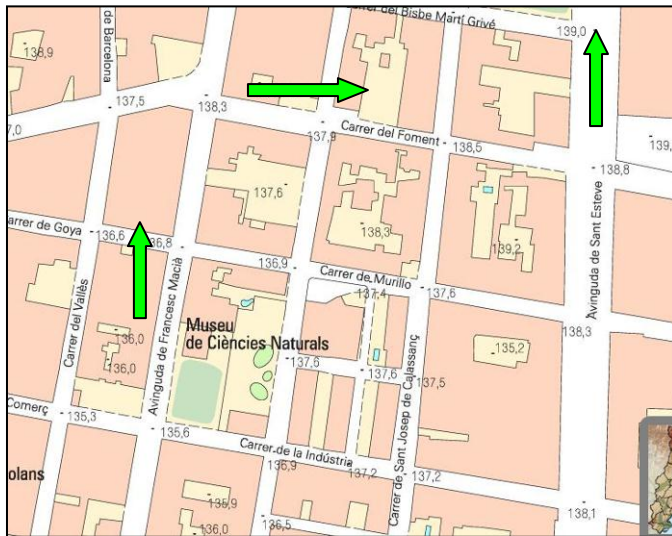 Carrer del Bisbe Martí Grivé
139,0
de Barcelona
138,9
137,5
138,3
137,9
Carrer del Foment
138,5
138,8
137,6
138,3
139,2
Avinguda de Sant Esteve
arrer de Goya
136,6
136,8
136,9
Carrer de Murillo
137,4
137,6
138,3
Carrer del Vallès
Avinguda de Francesc Macià
Museu
de Ciències Naturals
136,0
136,0
137,6
137,6
137,5
135,2
Carrer de Sant Josep de Calassanç
Comerç
135,3
135,6
Carrer de la Indústria
136,9
137,2
137,2
olans
135,9
136,0
136,5
138,1